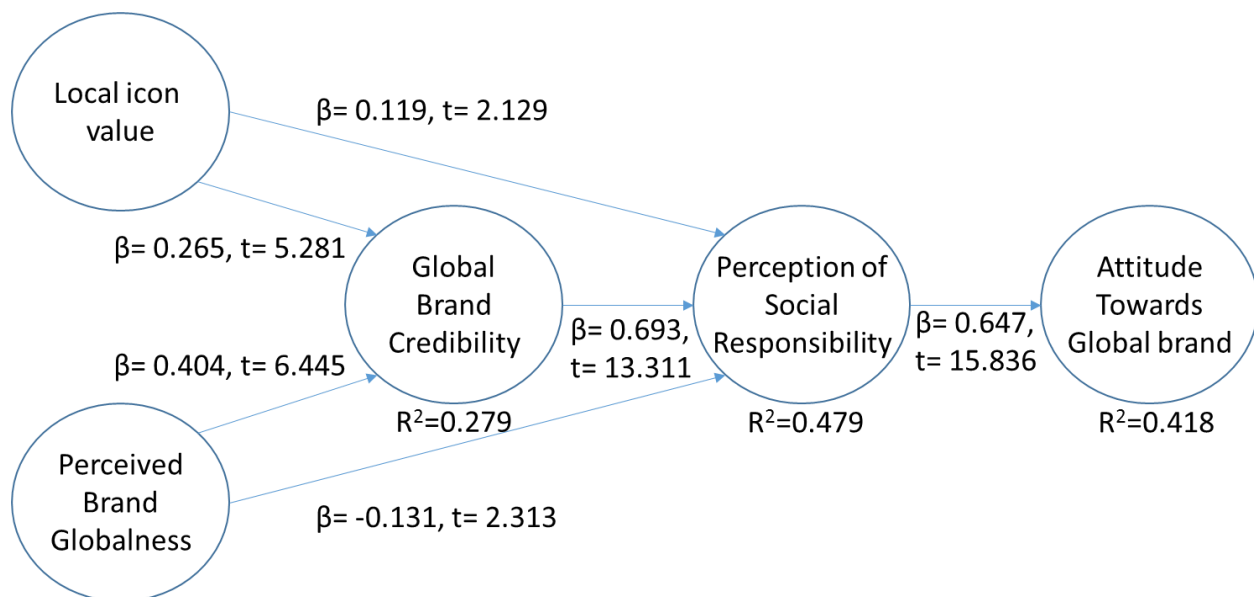 Local icon
value
β= 0.119, t= 2.129
β= 0.265, t= 5.281
Global
Brand
Credibility
R²=0.279
β= 0.693,
t= 13.311
Perception of
Social
Responsibility
R²=0.479
β= 0.647,
t= 15.836
Attitude
Towards
Global brand
R²=0.418
β= 0.404, t= 6.445
Perceived
Brand
Globalness
β= -0.131, t= 2.313